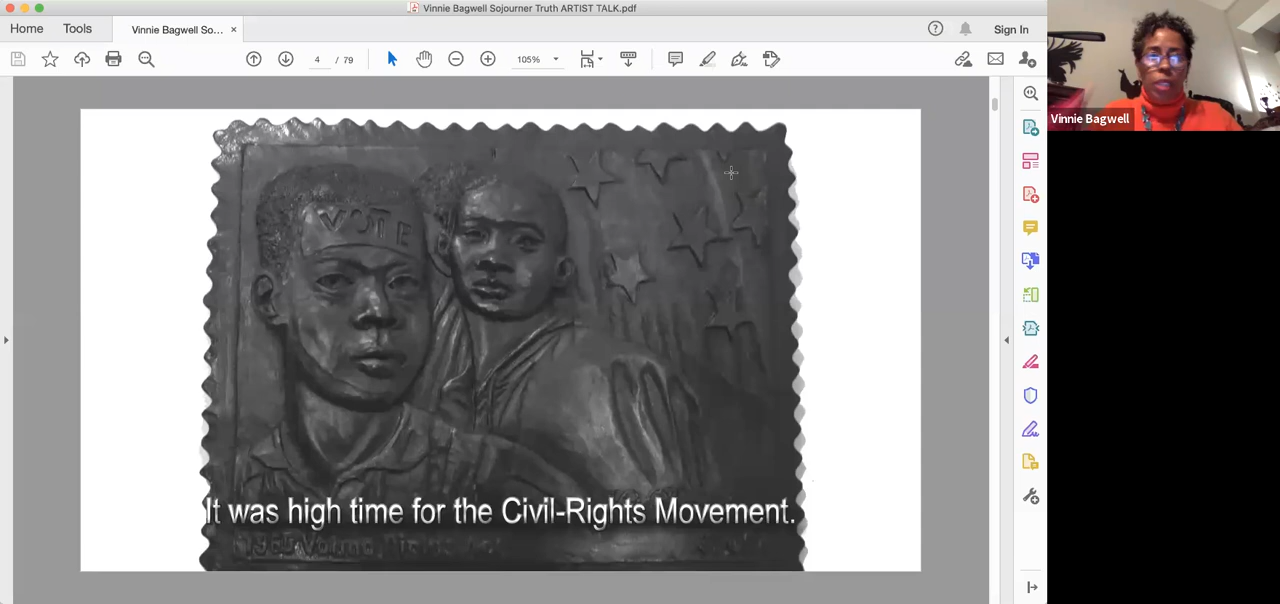 Vinnie Bagwell Sojourner Truth ARTIST TALK.pdf
Home
Tools
Vinnie Bagwell So...
Sign In
4 / 79
105%
Vinnie Bagwell
VOTE
It was high time for the Civil-Rights Movement.